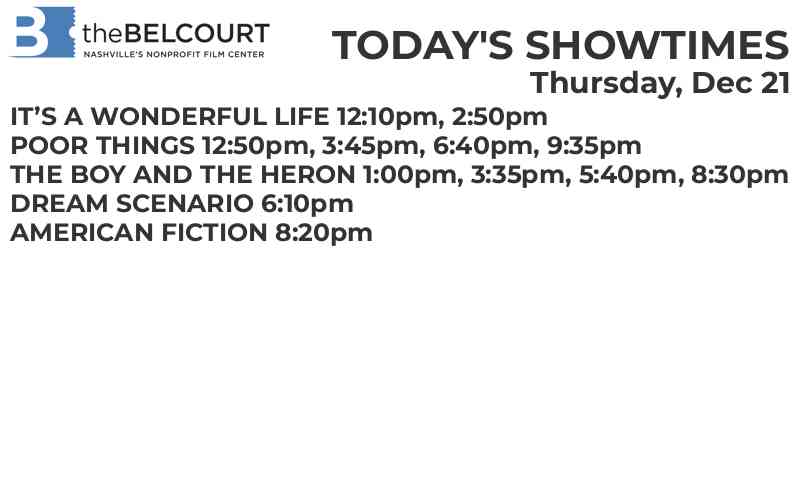 B theBELCOURT
NASHVILLE'S NONPROFIT FILM CENTER
TODAY'S SHOWTIMES
Thursday, Dec 21
IT’S A WONDERFUL LIFE 12:10pm, 2:50pm
POOR THINGS 12:50pm, 3:45pm, 6:40pm, 9:35pm
THE BOY AND THE HERON 1:00pm, 3:35pm, 5:40pm, 8:30pm
DREAM SCENARIO 6:10pm
AMERICAN FICTION 8:20pm